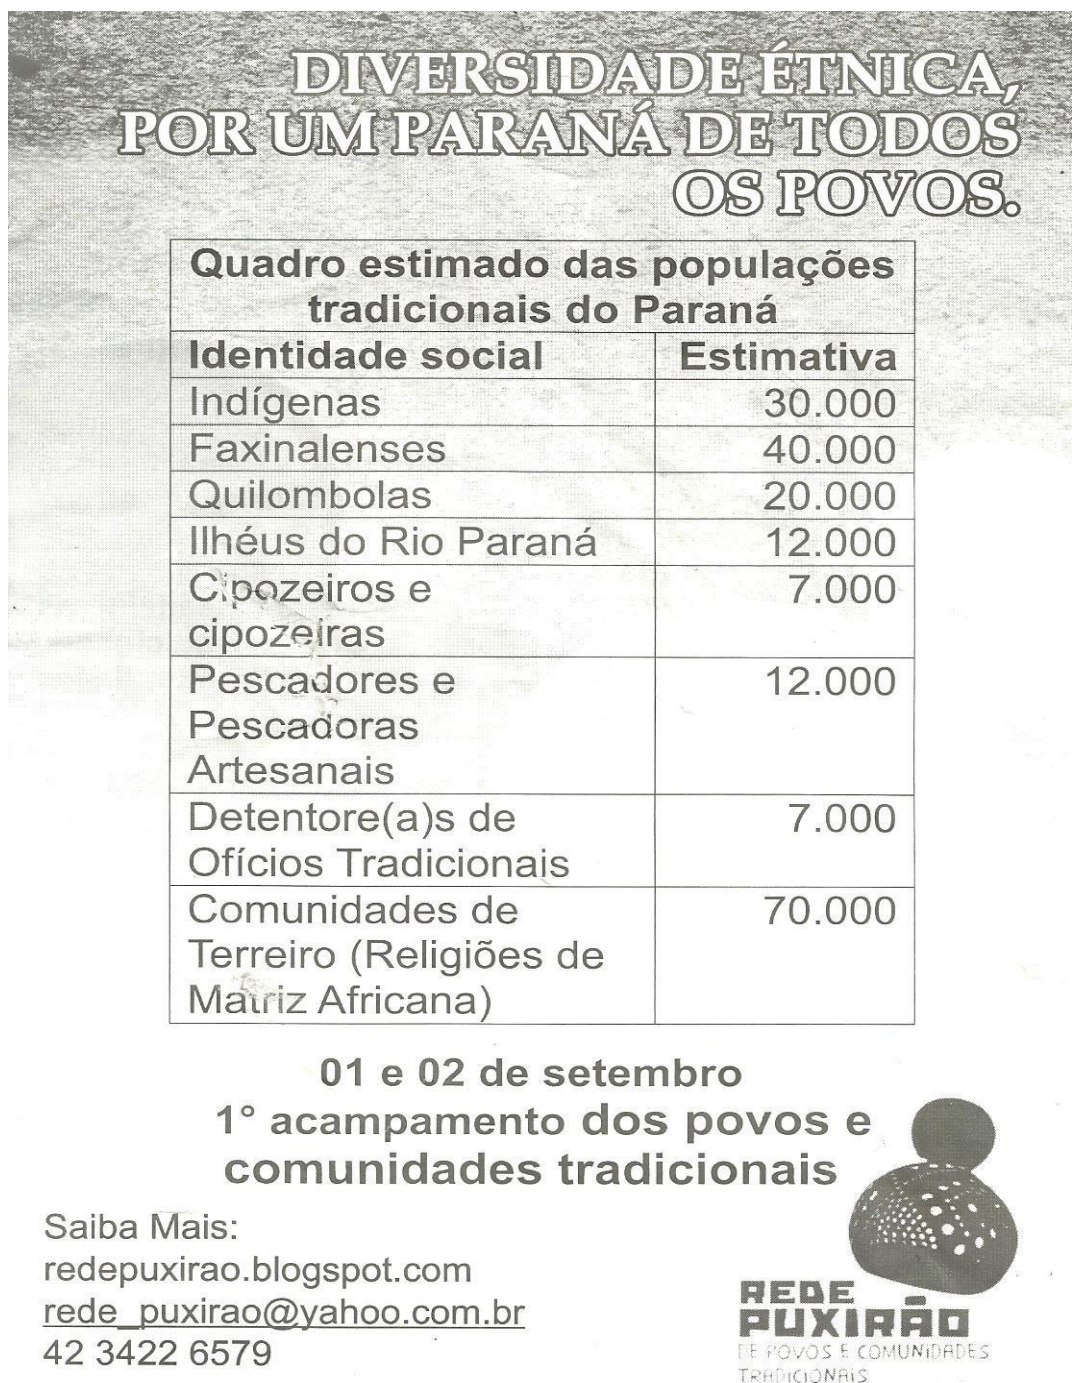 DIVERSIDADE ÉTNICA,
POR UM PARANÁ DE TODOS
OS POVOS.
Quadro estimado das populações
tradicionais do Paraná
Identidade social Estimativa
Indígenas 30.000
Faxinalenses 40.000
Quilombolas 20.000
Ilhéus do Rio Paraná 12.000
Cipozeiros e 7.000
cipozeiras
Pescadores e 12.000
Pescadoras
Artesanais
Detentore(a)s de 7.000
Ofícios Tradicionais
Comunidades de 70.000
Terreiro (Religiões de
Matriz Africana)
01 e 02 de setembro
1° acampamento dos povos e
comunidades tradicionais
Saiba Mais:
redepuxirao.blogspot.com
rede_puxirao@yahoo.com.br
42 3422 6579
REDE
PUXIRÃO
DE POVOS E COMUNIDADES
TRADICIONAIS